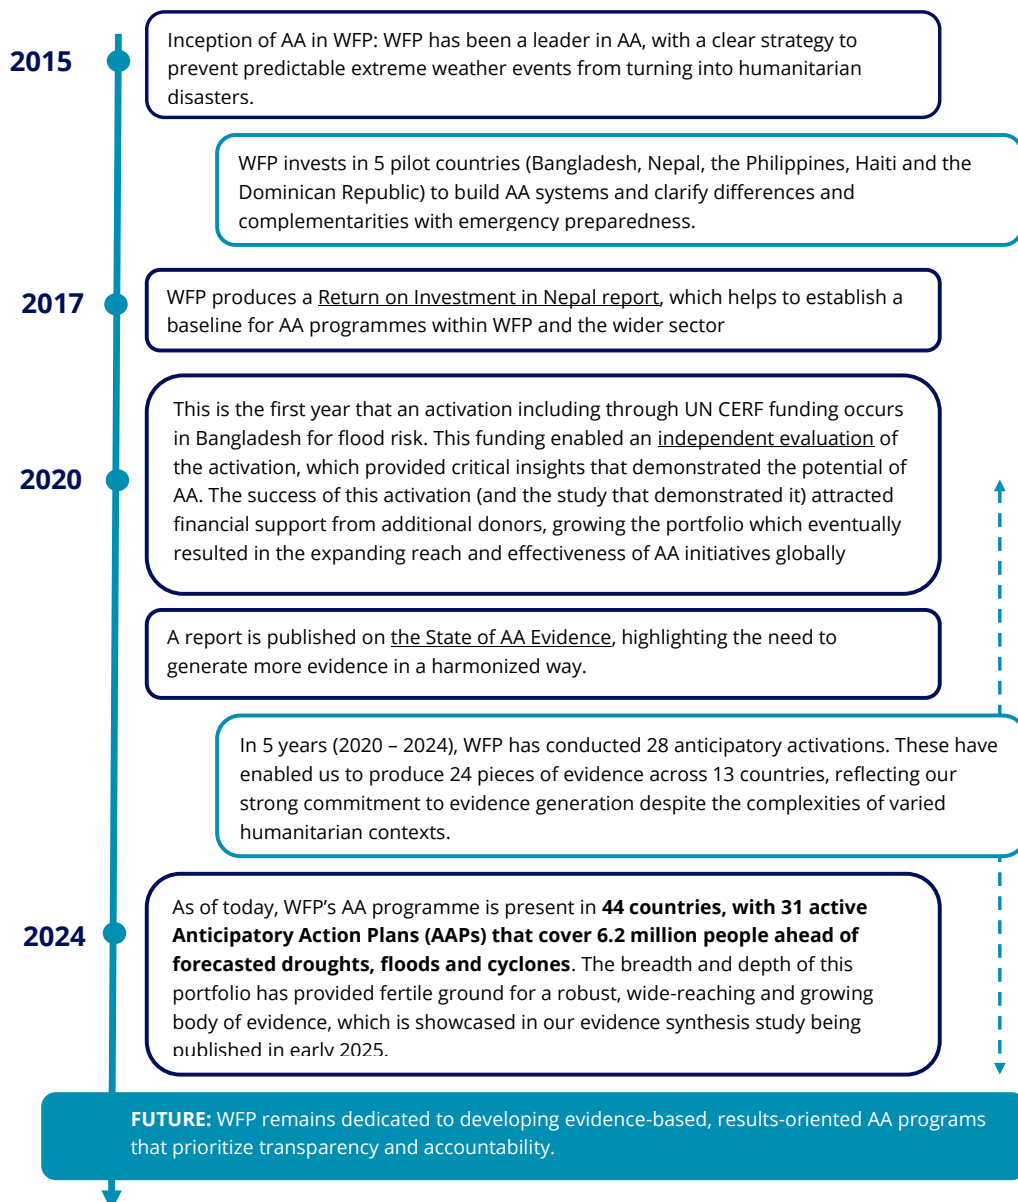 2015
Inception of AA in WFP: WFP has been a leader in AA, with a clear strategy to
prevent predictable extreme weather events from turning into humanitarian
disasters.
WFP invests in 5 pilot countries (Bangladesh, Nepal, the Philippines, Haiti and the
Dominican Republic) to build AA systems and clarify differences and
complementarities with emergency preparedness.
2017
WFP produces a Return on Investment in Nepal report, which helps to establish a
baseline for AA programmes within WFP and the wider sector
2020
This is the first year that an activation including through UN CERF funding occurs
in Bangladesh for flood risk. This funding enabled an independent evaluation of
the activation, which provided critical insights that demonstrated the potential of
AA. The success of this activation (and the study that demonstrated it) attracted
financial support from additional donors, growing the portfolio which eventually
resulted in the expanding reach and effectiveness of AA initiatives globally
A report is published on the State of AA Evidence, highlighting the need to
generate more evidence in a harmonized way.
In 5 years (2020 – 2024), WFP has conducted 28 anticipatory activations. These have
enabled us to produce 24 pieces of evidence across 13 countries, reflecting our
strong commitment to evidence generation despite the complexities of varied
humanitarian contexts.
2024
As of today, WFP’s AA programme is present in 44 countries, with 31 active
Anticipatory Action Plans (AAPs) that cover 6.2 million people ahead of
forecasted droughts, floods and cyclones. The breadth and depth of this
portfolio has provided fertile ground for a robust, wide-reaching and growing
body of evidence, which is showcased in our evidence synthesis study being
published in early 2025.
FUTURE: WFP remains dedicated to developing evidence-based, results-oriented AA programs
that prioritize transparency and accountability.